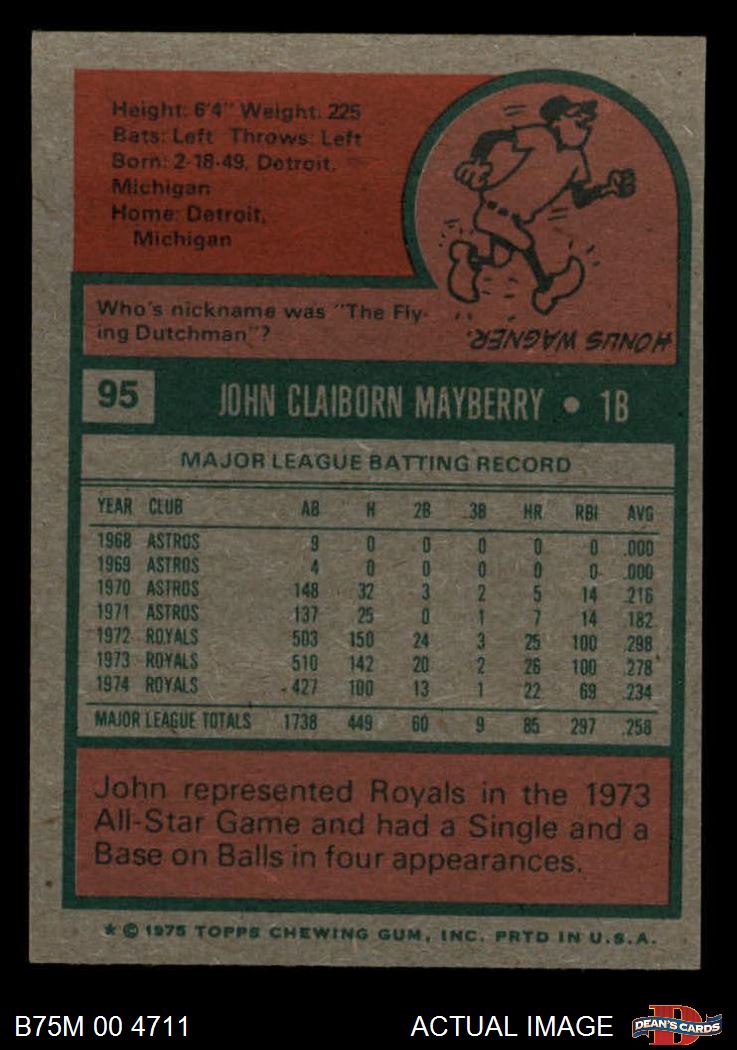 Height: 6'4" Weight: 225
Bats: Left Throws: Left
Born: 2-18-49, Detroit,
Michigan
Home: Detroit,
Michigan
Who's nickname was "The Fly-
ing Dutchman"?
HONUS WAGNER.
95 JOHN CLAIBORN MAYBERRY • 1B
MAJOR LEAGUE BATTING RECORD
YEAR CLUB AB H 2B 3B HR RBI AVG
1968 ASTROS 9 0 0 0 0 0 .000
1969 ASTROS 4 0 0 0 0 0 .000
1970 ASTROS 148 32 3 2 5 14 .216
1971 ASTROS 137 25 0 1 7 14 .182
1972 ROYALS 503 150 24 3 25 100 .298
1973 ROYALS 510 142 20 2 26 100 .278
1974 ROYALS 427 100 13 1 22 69 .234
MAJOR LEAGUE TOTALS 1738 449 60 9 85 297 .258
John represented Royals in the 1973
All-Star Game and had a Single and a
Base on Balls in four appearances.
* © 1975 TOPPS CHEWING GUM, INC. PRTD IN U.S.A.
B75M 00 4711 ACTUAL IMAGE DEAN'S CARDS